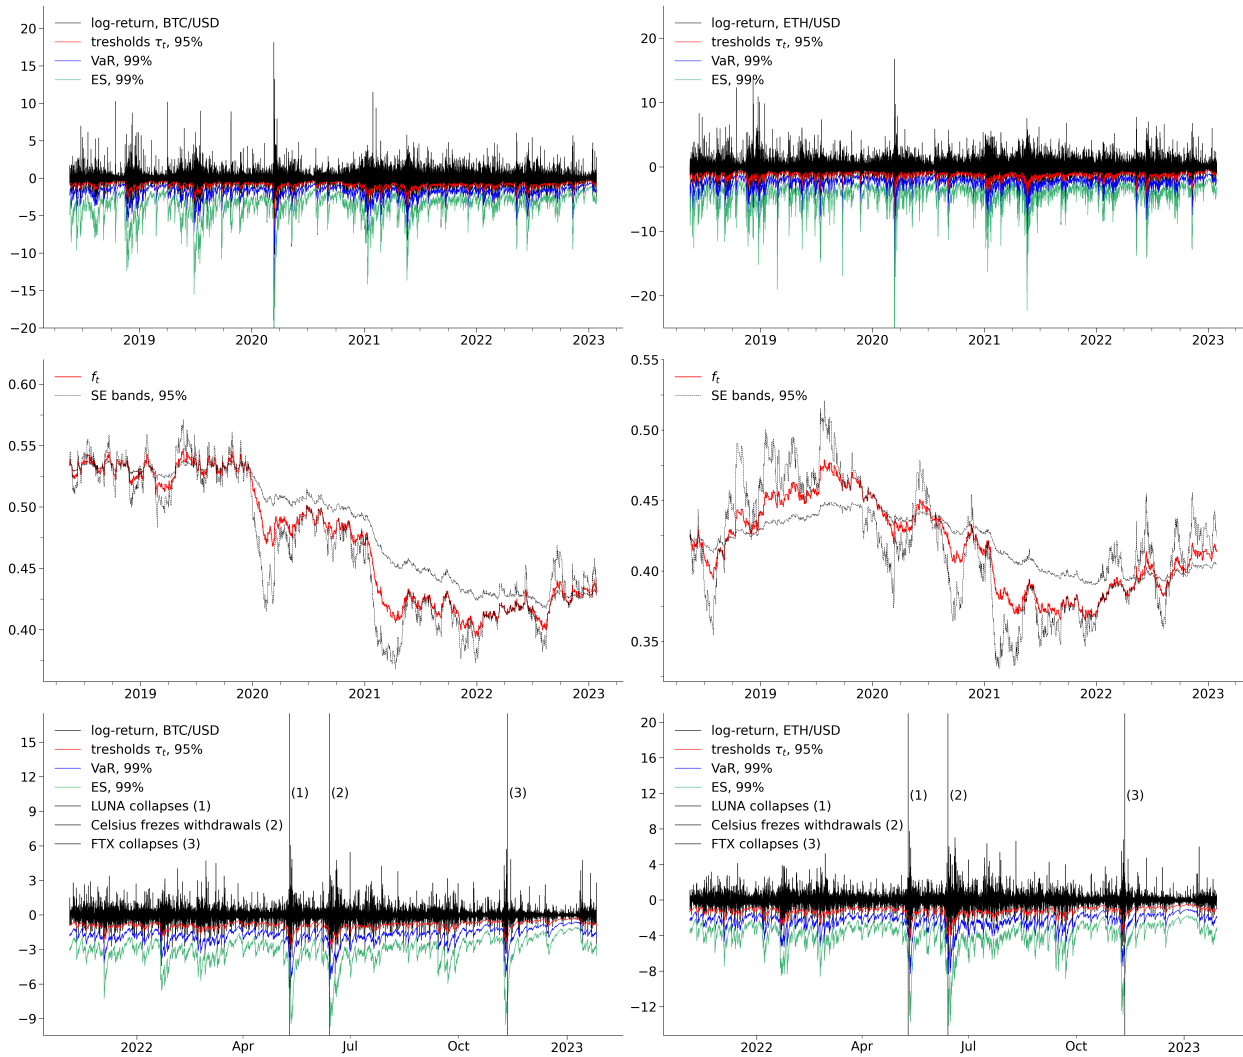 log-return, BTC/USD
tresholds τt, 95%
VaR, 99%
ES, 99%
20
15
10
5
0
−5
−10
−15
−20
2019 2020 2021 2022 2023
log-return, ETH/USD
tresholds τt, 95%
VaR, 99%
ES, 99%
20
10
0
−10
−20
2019 2020 2021 2022 2023
ft
SE bands, 95%
0.60
0.55
0.50
0.45
0.40
2019 2020 2021 2022 2023
ft
SE bands, 95%
0.55
0.50
0.45
0.40
0.35
2019 2020 2021 2022 2023
log-return, BTC/USD
tresholds τt, 95%
VaR, 99%
ES, 99%
LUNA collapses (1)
Celsius frezes withdrawals (2)
FTX collapses (3)
(1) (2) (3)
15
12
9
6
3
0
−3
−6
−9
2022 Apr Jul Oct 2023
log-return, ETH/USD
tresholds τt, 95%
VaR, 99%
ES, 99%
LUNA collapses (1)
Celsius frezes withdrawals (2)
FTX collapses (3)
(1) (2) (3)
20
16
12
8
4
0
−4
−8
−12
2022 Apr Jul Oct 2023